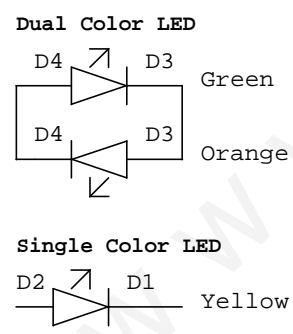 Dual Color LED
D4 D3
Green
D4 D3
Orange
Single Color LED
D2 D1
Yellow